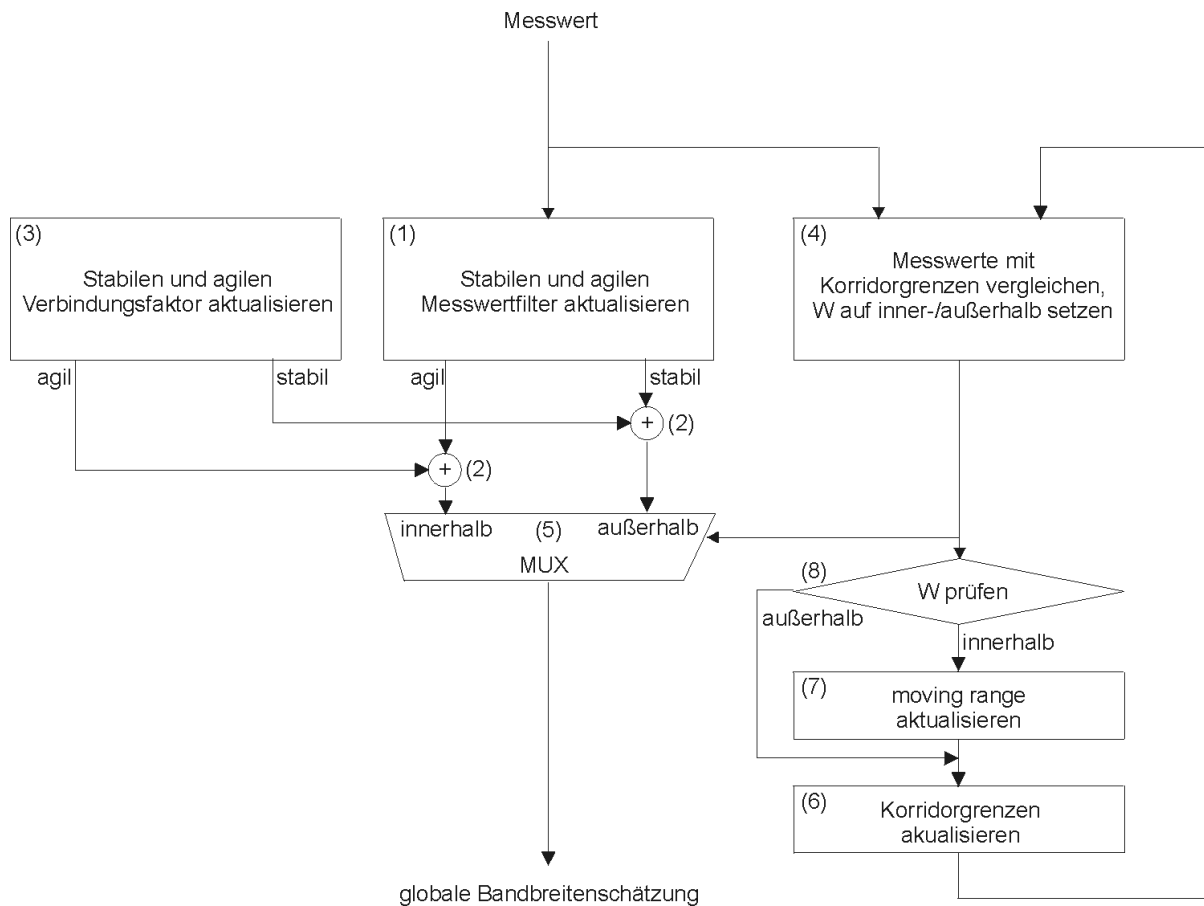 Messwert
(3)
Stabilen und agilen
Verbindungsfaktor aktualisieren
(1)
Stabilen und agilen
Messwertfilter aktualisieren
(4)
Messwerte mit
Korridorgrenzen vergleichen,
W auf inner-/außerhalb setzen
agil
stabil
agil
stabil
+
(2)
+
(2)
innerhalb
(5)
außerhalb
MUX
(8)
W prüfen
außerhalb
innerhalb
(7)
moving range
aktualisieren
(6)
Korridorgrenzen
akualisieren
globale Bandbreitenschätzung